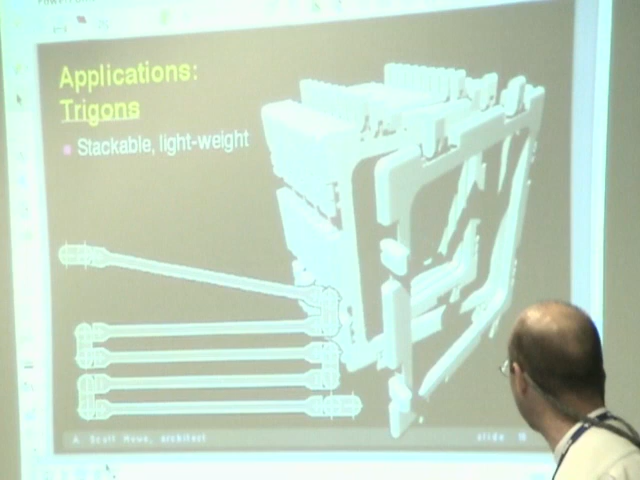 Applications:
Trigons
Stackable, light-weight
A Scott Howe, architect
slide